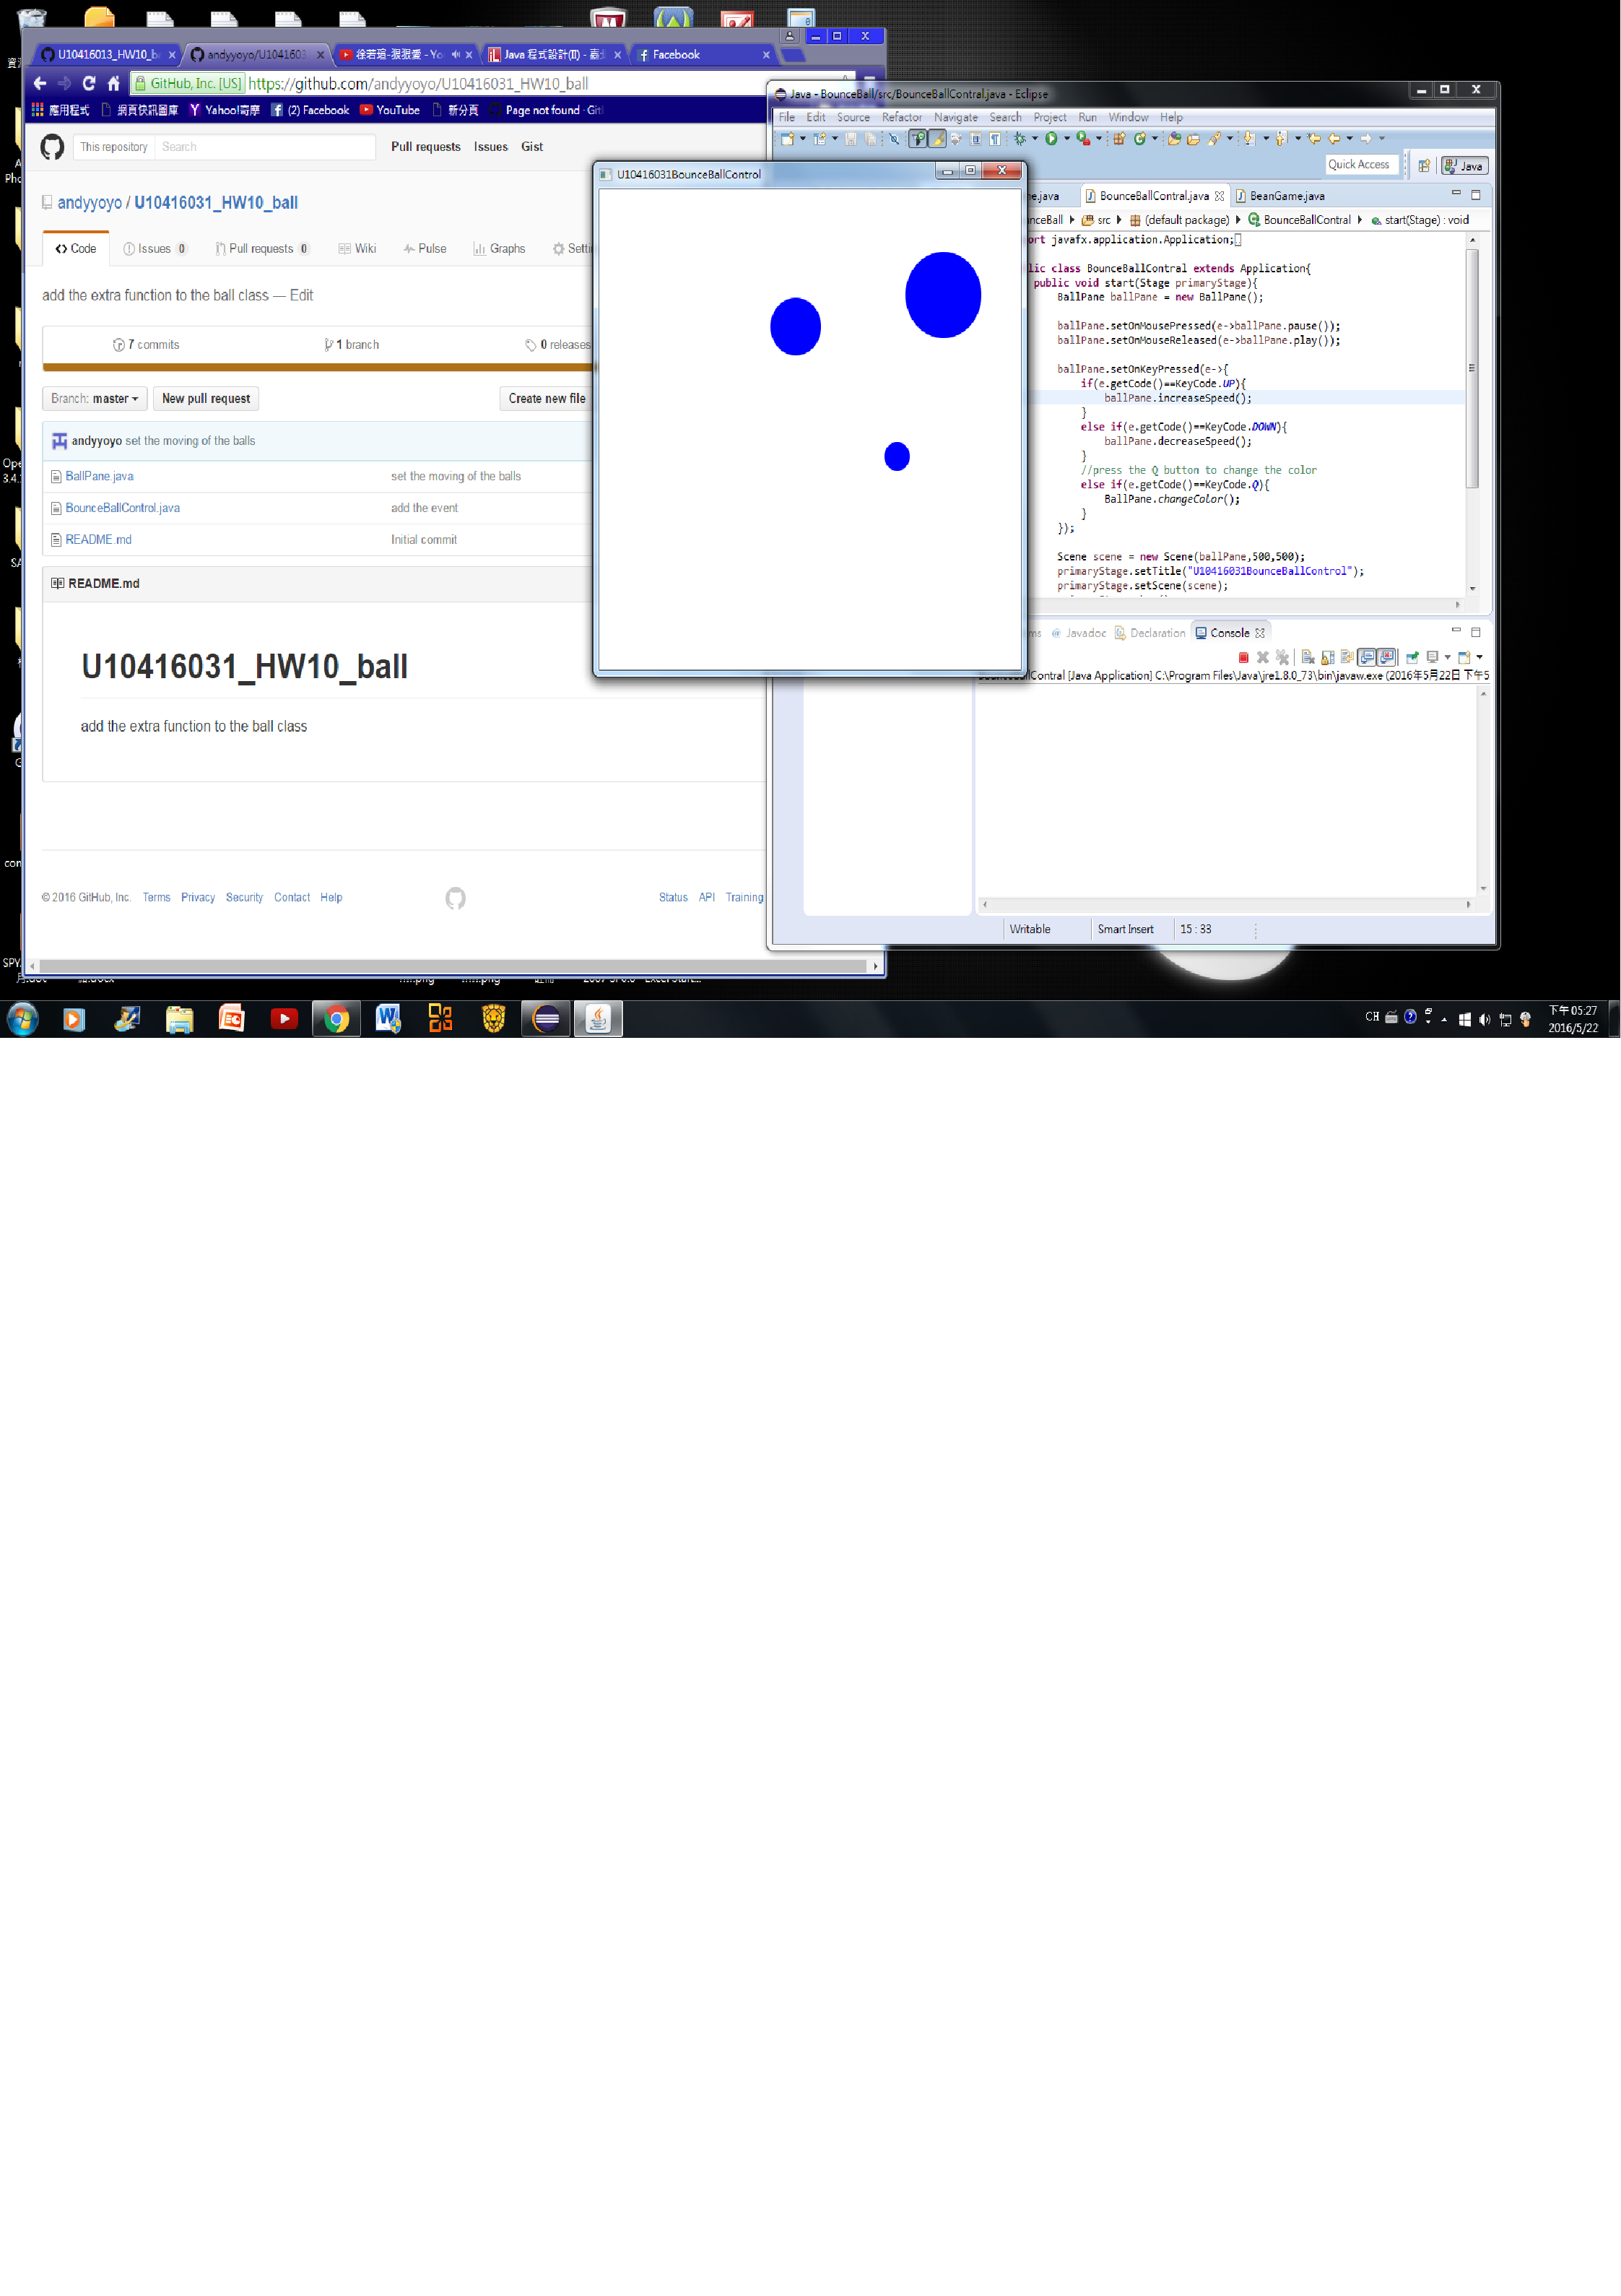 U10416013_HW10_b
andyyoyo/U1041603
徐若瑄-狠狠愛 - Yo
Java 程式設計(II) - 臺北
Facebook
GitHub, Inc. [US] https://github.com/andyyoyo/U10416031_HW10_ball
應用程式 網頁快訊圖庫 Yahoo!奇摩 (2) Facebook YouTube 新分頁 Page not found · Git
This repository Search Pull requests Issues Gist
andyyoyo / U10416031_HW10_ball
Code Issues 0 Pull requests 0 Wiki Pulse Graphs Setti
add the extra function to the ball class — Edit
7 commits 1 branch 0 releases
Branch: master New pull request Create new file
andyyoyo set the moving of the balls
BallPane.java set the moving of the balls
BounceBallControl.java add the event
README.md Initial commit
README.md
U10416031_HW10_ball
add the extra function to the ball class
© 2016 GitHub, Inc. Terms Privacy Security Contact Help Status API Training
U10416031BounceBallControl
Java - BounceBall/src/BounceBallContral.java - Eclipse
File Edit Source Refactor Navigate Search Project Run Window Help
Quick Access Java
ne.java BounceBallContral.java BeanGame.java
nceBall src (default package) BounceBallContral start(Stage) : void
ort javafx.application.Application;
lic class BounceBallContral extends Application{
public void start(Stage primaryStage){
BallPane ballPane = new BallPane();
ballPane.setOnMousePressed(e->ballPane.pause());
ballPane.setOnMouseReleased(e->ballPane.play());
ballPane.setOnKeyPressed(e->{
if(e.getCode()==KeyCode.UP){
ballPane.increaseSpeed();
}
else if(e.getCode()==KeyCode.DOWN){
ballPane.decreaseSpeed();
}
//press the Q button to change the color
else if(e.getCode()==KeyCode.Q){
BallPane.changeColor();
}
});
Scene scene = new Scene(ballPane,500,500);
primaryStage.setTitle("U10416031BounceBallControl");
primaryStage.setScene(scene);
ms Javadoc Declaration Console
BounceBallContral [Java Application] C:\Program Files\Java\jre1.8.0_73\bin\javaw.exe (2016年5月22日 下午5
Writable Smart Insert 15 : 33
CH
下午 05:27
2016/5/22